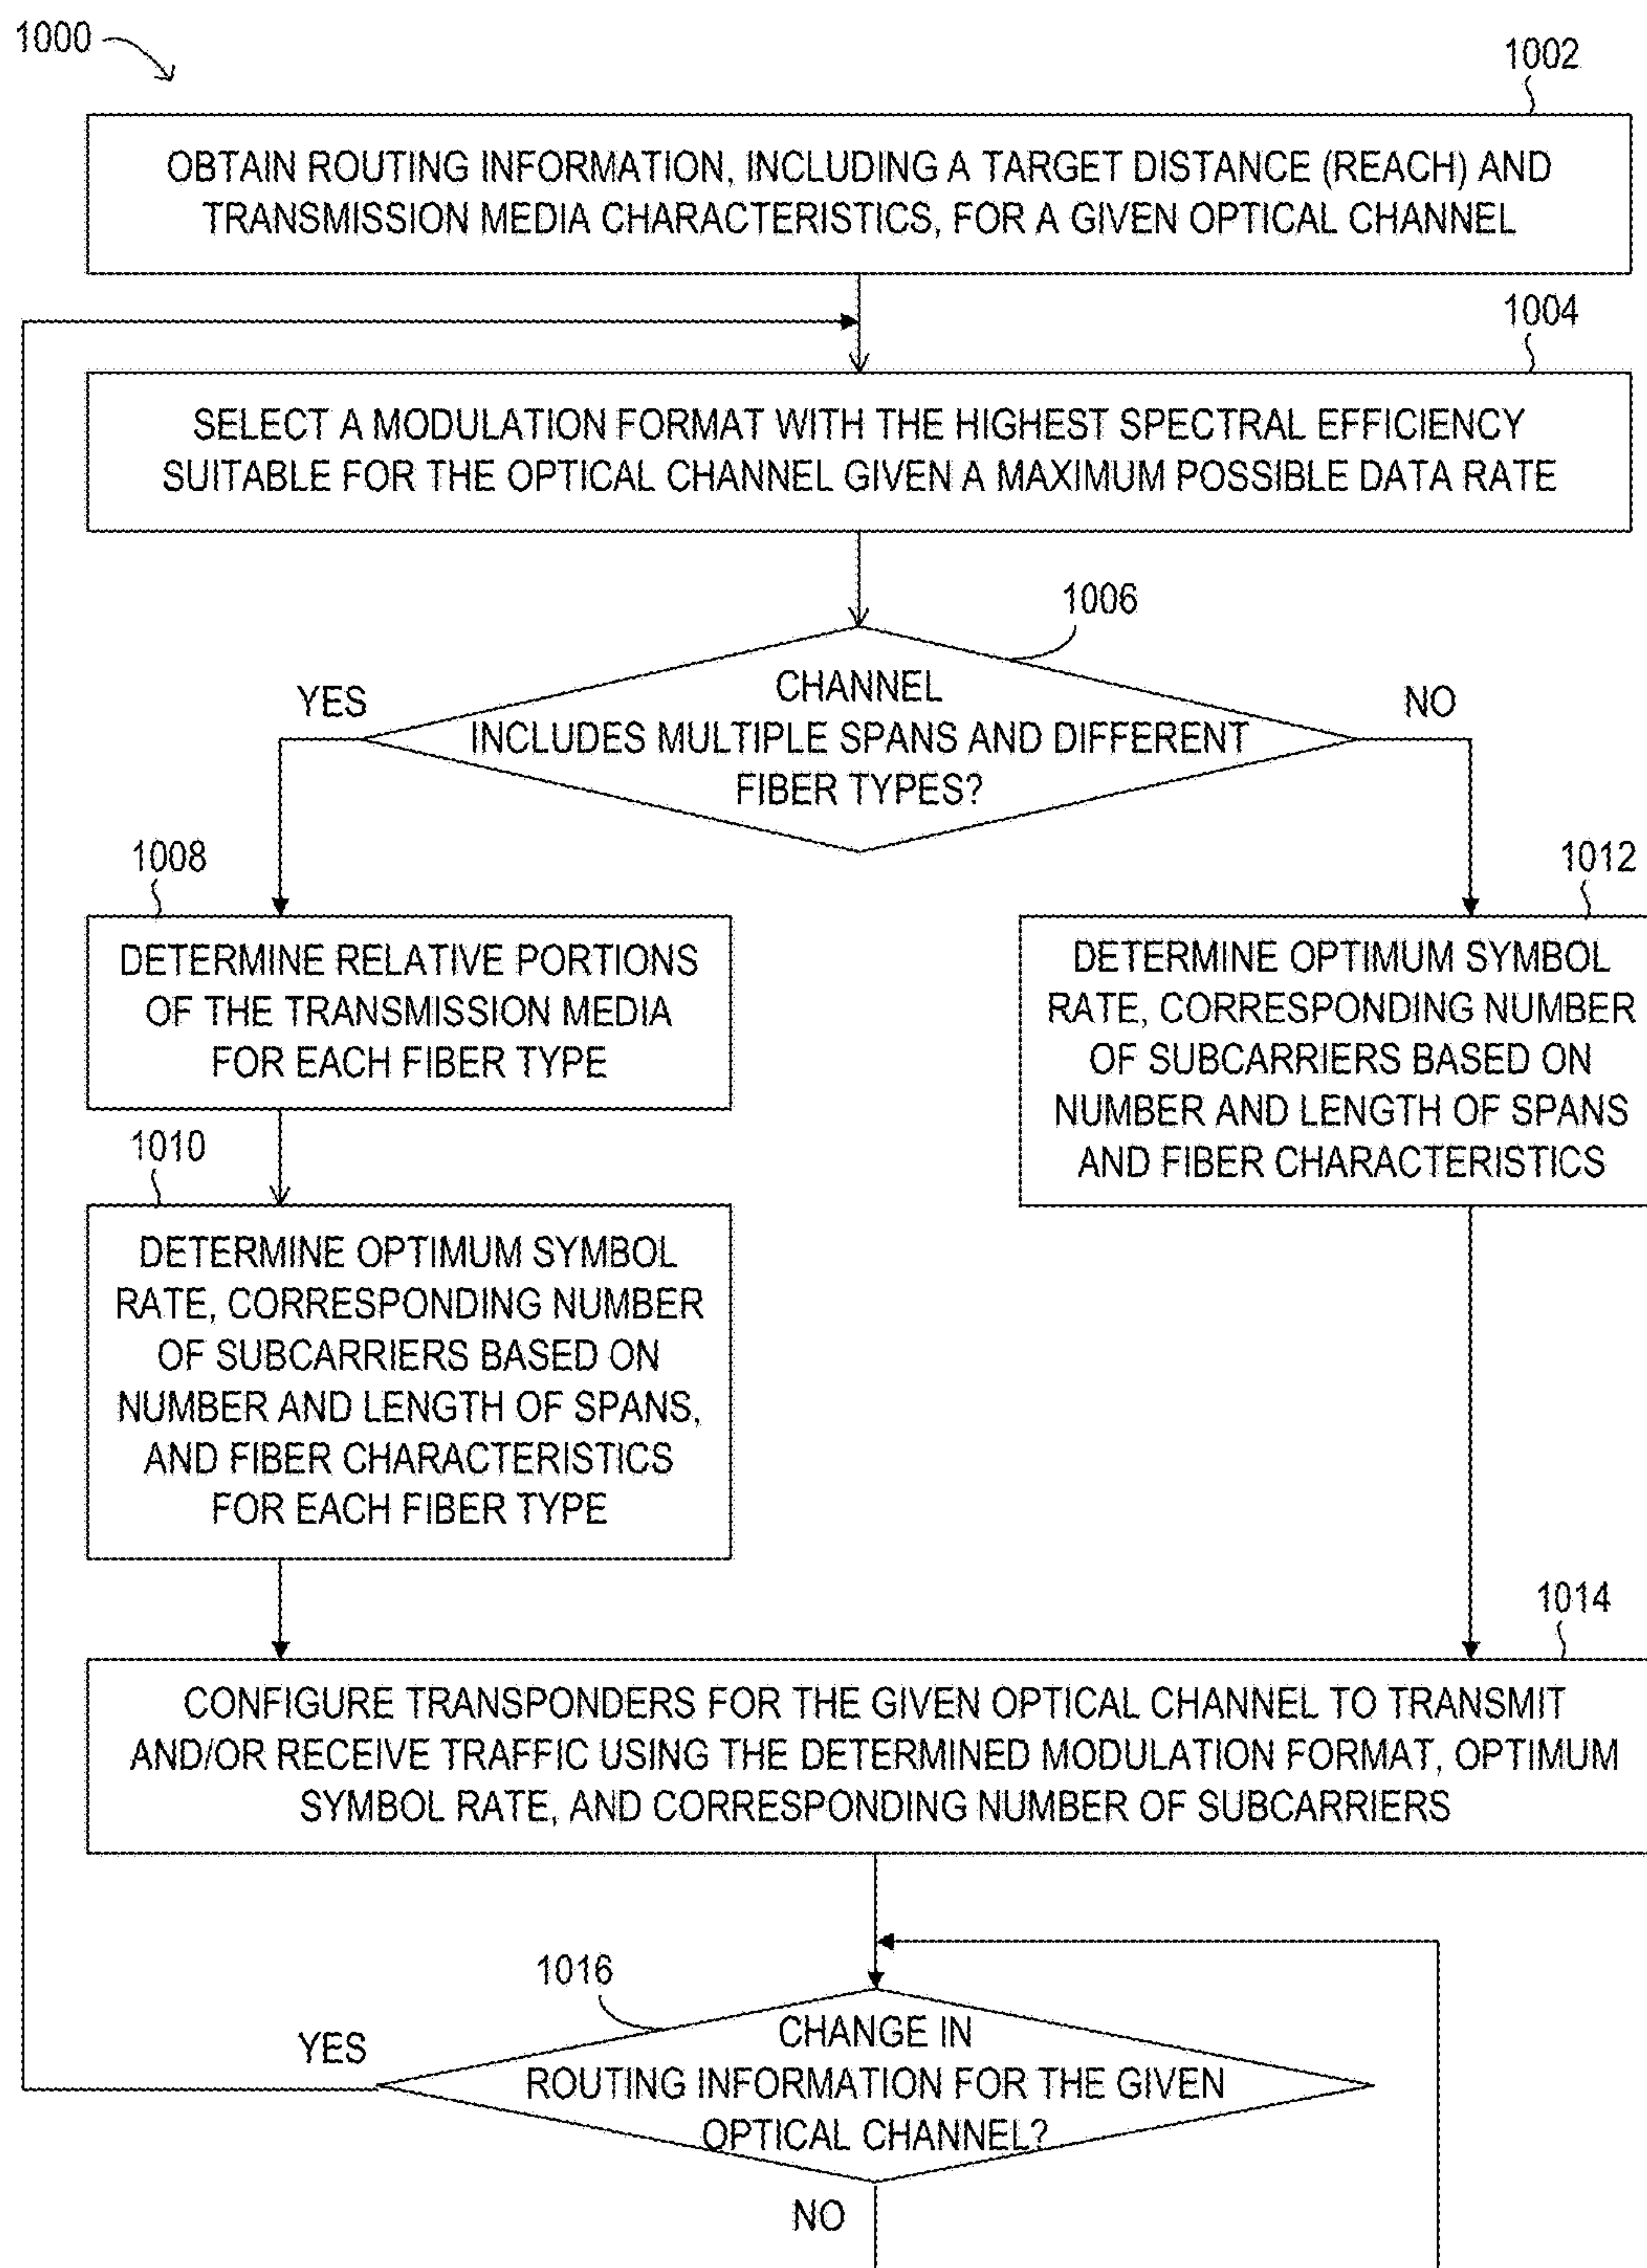 1000
1002
OBTAIN ROUTING INFORMATION, INCLUDING A TARGET DISTANCE (REACH) AND
TRANSMISSION MEDIA CHARACTERISTICS, FOR A GIVEN OPTICAL CHANNEL
1004
SELECT A MODULATION FORMAT WITH THE HIGHEST SPECTRAL EFFICIENCY
SUITABLE FOR THE OPTICAL CHANNEL GIVEN A MAXIMUM POSSIBLE DATA RATE
1006
CHANNEL
INCLUDES MULTIPLE SPANS AND DIFFERENT
FIBER TYPES?
YES
NO
1008
DETERMINE RELATIVE PORTIONS
OF THE TRANSMISSION MEDIA
FOR EACH FIBER TYPE
1010
DETERMINE OPTIMUM SYMBOL
RATE, CORRESPONDING NUMBER
OF SUBCARRIERS BASED ON
NUMBER AND LENGTH OF SPANS,
AND FIBER CHARACTERISTICS
FOR EACH FIBER TYPE
1012
DETERMINE OPTIMUM SYMBOL
RATE, CORRESPONDING NUMBER
OF SUBCARRIERS BASED ON
NUMBER AND LENGTH OF SPANS
AND FIBER CHARACTERISTICS
1014
CONFIGURE TRANSPONDERS FOR THE GIVEN OPTICAL CHANNEL TO TRANSMIT
AND/OR RECEIVE TRAFFIC USING THE DETERMINED MODULATION FORMAT, OPTIMUM
SYMBOL RATE, AND CORRESPONDING NUMBER OF SUBCARRIERS
1016
CHANGE IN
ROUTING INFORMATION FOR THE GIVEN
OPTICAL CHANNEL?
YES
NO